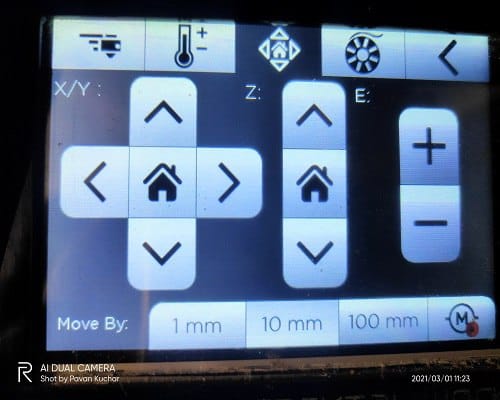 X/Y :
Z:
E:
Move By:
1 mm
10 mm
100 mm
M
AI DUAL CAMERA
Shot by Pavan Kuchar
2021/03/01 11:23